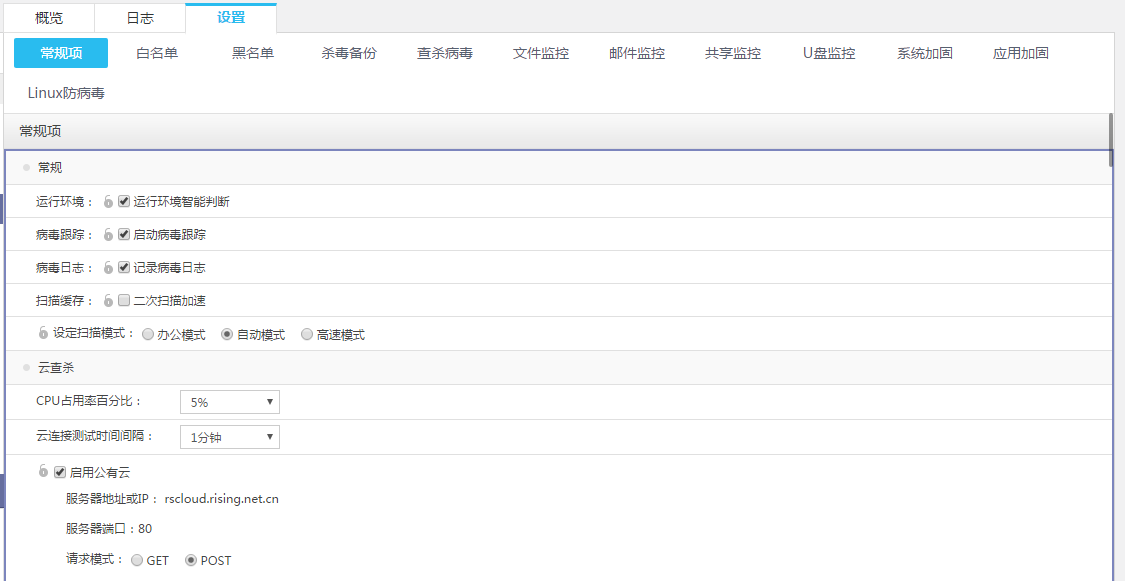 概览 日志 设置
常规项 白名单 黑名单 杀毒备份 查杀病毒 文件监控 邮件监控 共享监控 U盘监控 系统加固 应用加固
Linux防病毒
常规项
常规
运行环境： 运行环境智能判断
病毒跟踪： 启动病毒跟踪
病毒日志： 记录病毒日志
扫描缓存： 二次扫描加速
设定扫描模式： 办公模式 自动模式 高速模式
云查杀
CPU占用率百分比： 5%
云连接测试时间间隔： 1分钟
启用公有云
服务器地址或IP： rscloud.rising.net.cn
服务器端口：80
请求模式： GET POST